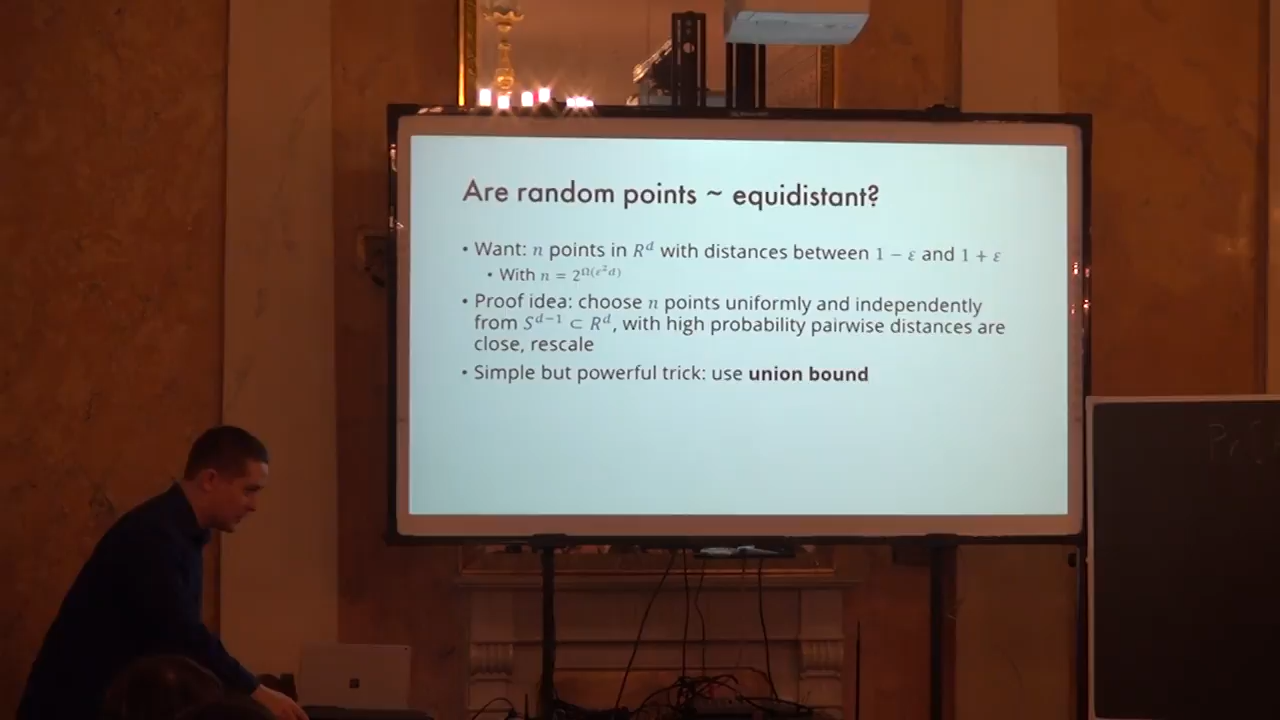 Are random points ~ equidistant?
• Want: n points in R^d with distances between 1 − ε and 1 + ε
• With n = 2^{Ω(ε^2 d)}
• Proof idea: choose n points uniformly and independently
from S^{d−1} ⊂ R^d, with high probability pairwise distances are
close, rescale
• Simple but powerful trick: use union bound